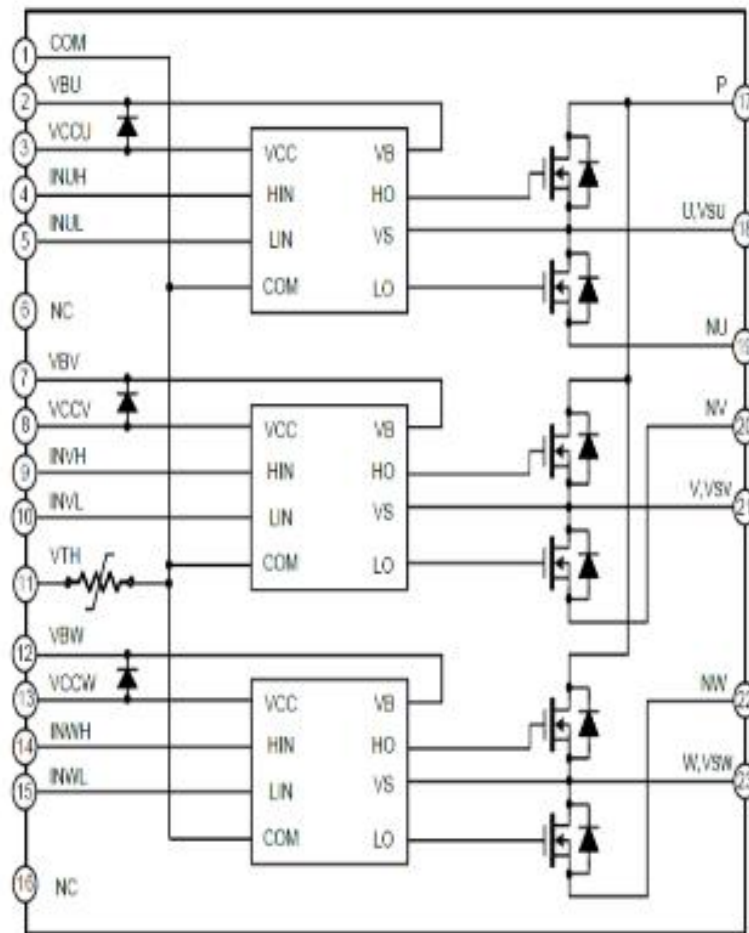 1 COM
2 VBU
3 VCCU
4 INUH
5 INUL
6 NC
7 VBV
8 VCCV
9 INVH
10 INVL
11 VTH
12 VBW
13 VCCW
14 INWH
15 INWL
16 NC
VCC VB
HIN HO
LIN VS
COM LO
VCC VB
HIN HO
LIN VS
COM LO
VCC VB
HIN HO
LIN VS
COM LO
P 17
U,VSU 18
NU 19
NV 20
V,VSV 21
NW 22
W,VSW 23